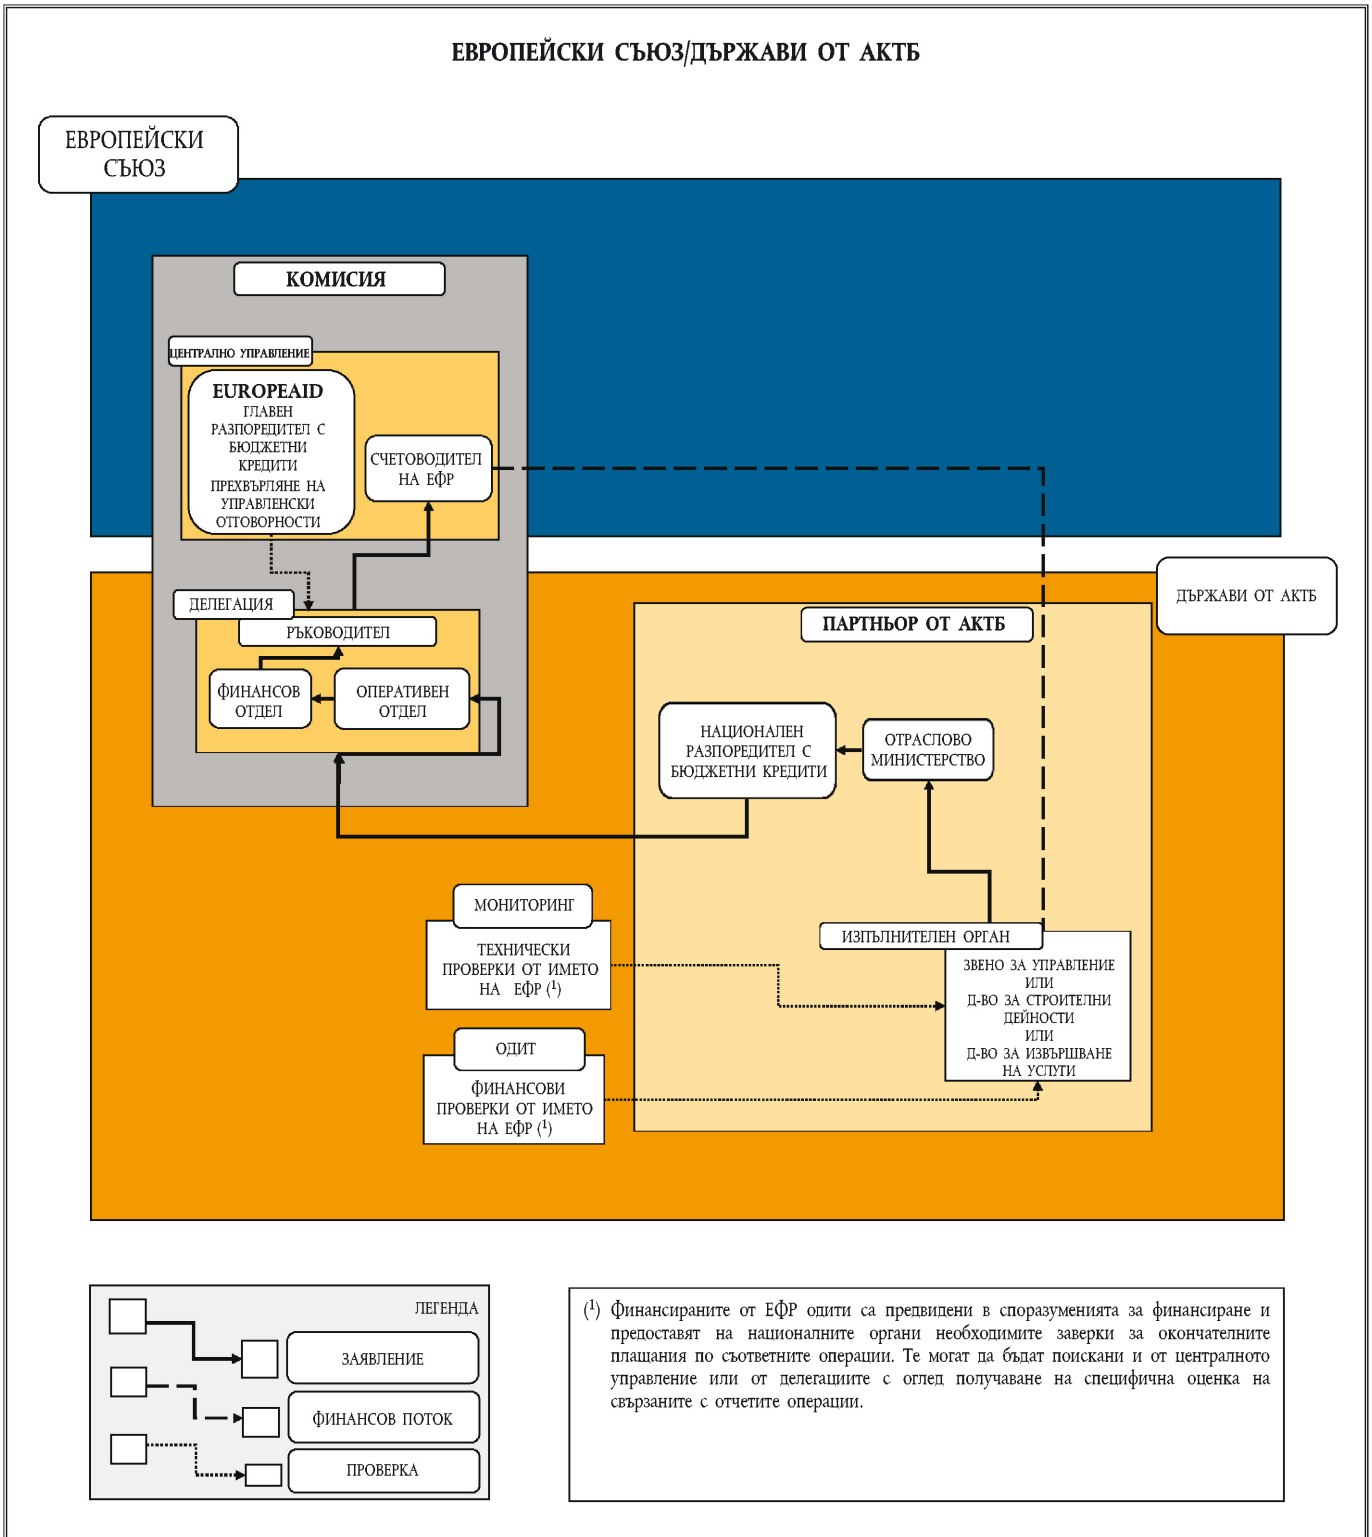 ЕВРОПЕЙСКИ СЪЮЗ/ДЪРЖАВИ ОТ АКТБ
ЕВРОПЕЙСКИ
СЪЮЗ
КОМИСИЯ
ЦЕНТРАЛНО УПРАВЛЕНИЕ
EUROPEAID
ГЛАВЕН
РАЗПОРЕДИТЕЛ С
БЮДЖЕТНИ
КРЕДИТИ
ПРЕХВЪРЛЯНЕ НА
УПРАВЛЕНСКИ
ОТГОВОРНОСТИ
СЧЕТОВОДИТЕЛ
НА ЕФР
ДЕЛЕГАЦИЯ
РЪКОВОДИТЕЛ
ФИНАНСОВ
ОТДЕЛ
ОПЕРАТИВЕН
ОТДЕЛ
ДЪРЖАВИ ОТ АКТБ
ПАРТНЬОР ОТ АКТБ
НАЦИОНАЛЕН
РАЗПОРЕДИТЕЛ С
БЮДЖЕТНИ КРЕДИТИ
ОТРАСЛОВО
МИНИСТЕРСТВО
МОНИТОРИНГ
ТЕХНИЧЕСКИ
ПРОВЕРКИ ОТ ИМЕТО
НА ЕФР (1)
ИЗПЪЛНИТЕЛЕН ОРГАН
ЗВЕНО ЗА УПРАВЛЕНИЕ
ИЛИ
Д-ВО ЗА СТРОИТЕЛНИ
ДЕЙНОСТИ
ИЛИ
Д-ВО ЗА ИЗВЪРШВАНЕ
НА УСЛУГИ
ОДИТ
ФИНАНСОВИ
ПРОВЕРКИ ОТ ИМЕТО
НА ЕФР (1)
ЛЕГЕНДА
ЗАЯВЛЕНИЕ
ФИНАНСОВ ПОТОК
ПРОВЕРКА
(1) Финансираните от ЕФР одити са предвидени в споразуменията за финансиране и
предоставят на националните органи необходимите заверки за окончателните
плащания по съответните операции. Те могат да бъдат поискани и от централното
управление или от делегациите с оглед получаване на специфична оценка на
свързаните с отчетите операции.